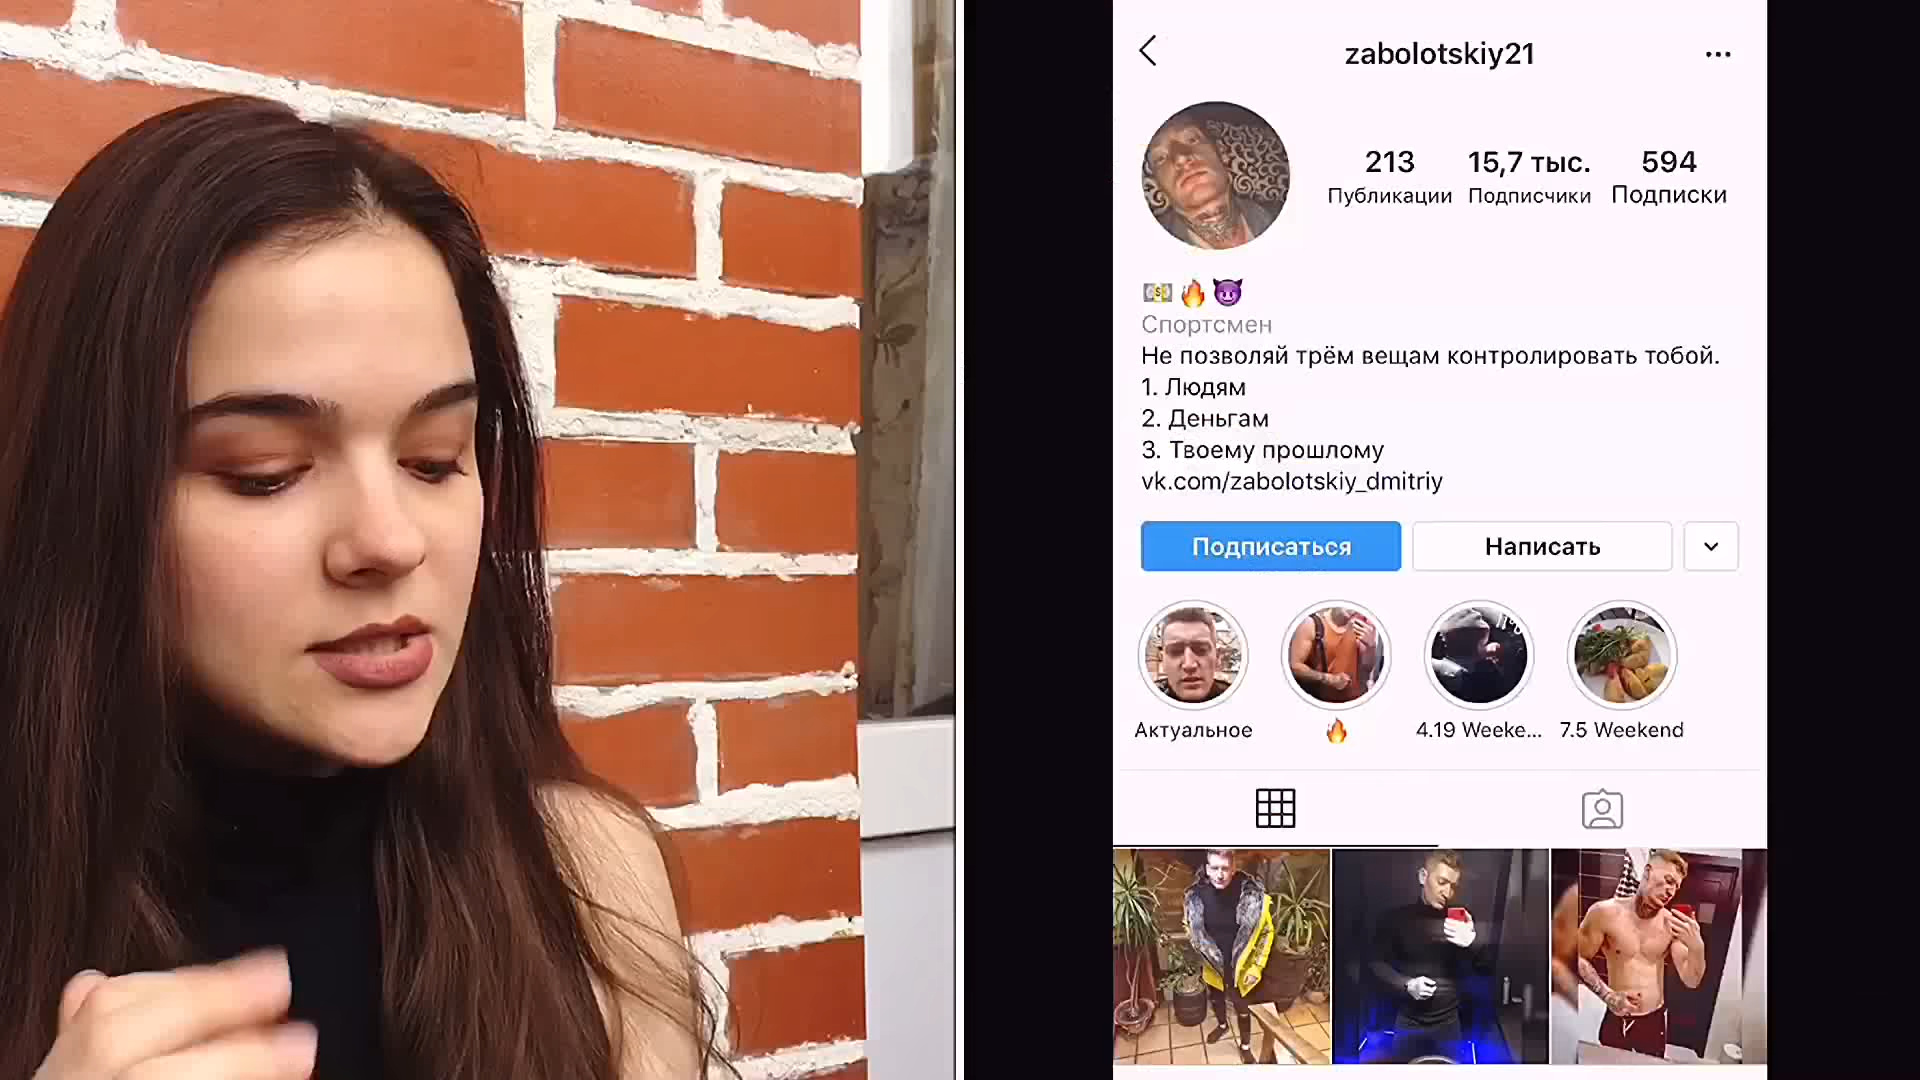 zabolotskiy21
213 15,7 тыс. 594
Публикации Подписчики Подписки
Спортсмен
Не позволяй трём вещам контролировать тобой.
1. Людям
2. Деньгам
3. Твоему прошлому
vk.com/zabolotskiy_dmitriy
Подписаться Написать
Актуальное 4.19 Weeke... 7.5 Weekend